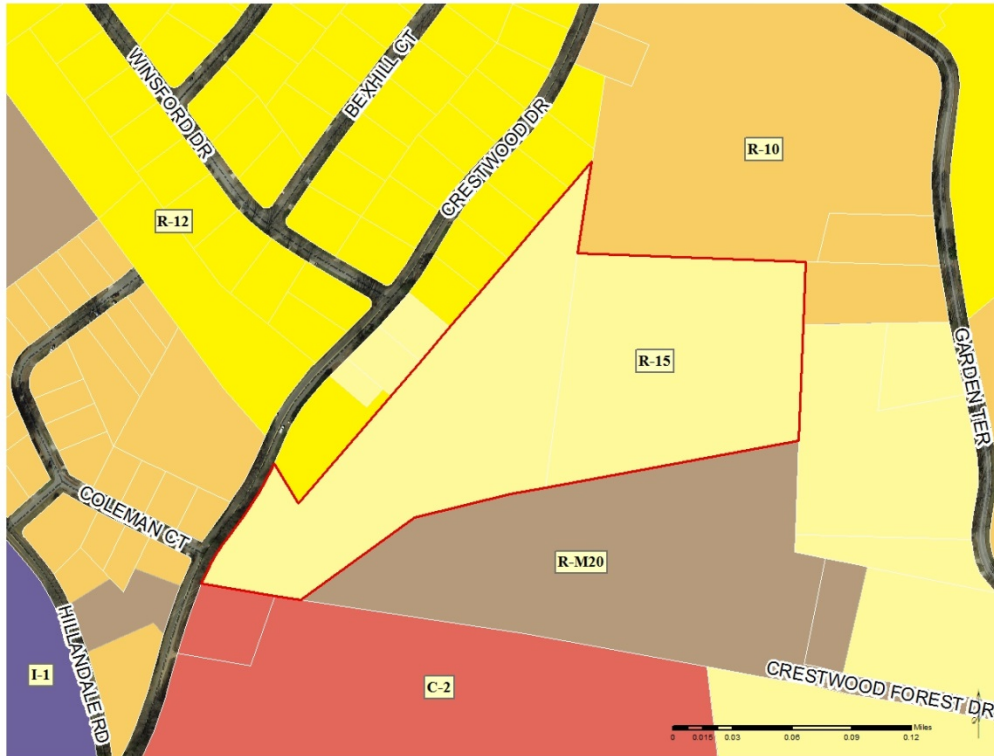 WINSFORD DR
BEXHILL CT
CRESTWOOD DR
R-10
R-12
GARDEN TER
R-15
COLEMAN CT
R-M20
HILLANDALE RD
I-1
C-2
CRESTWOOD FOREST DR
Miles
0 0.015 0.03 0.06 0.09 0.12